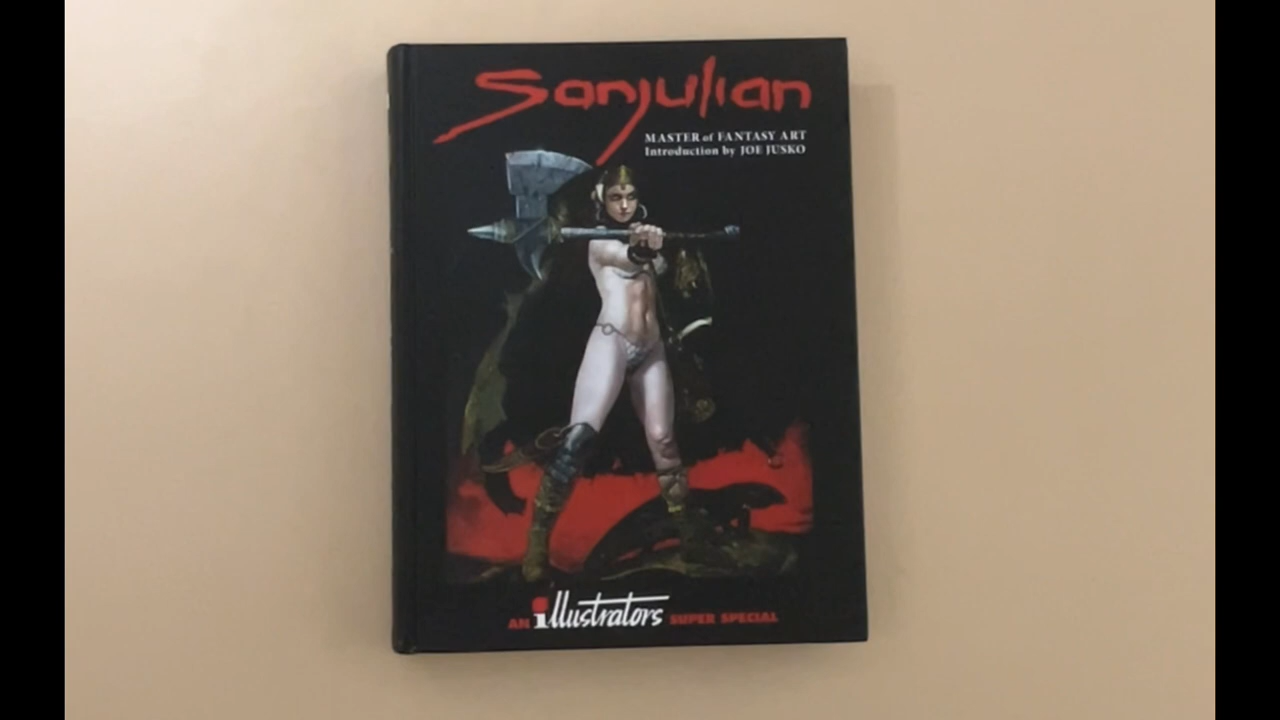 Sanjulian
MASTER of FANTASY ART
Introduction by JOE JUSKO
AN illustrators SUPER SPECIAL